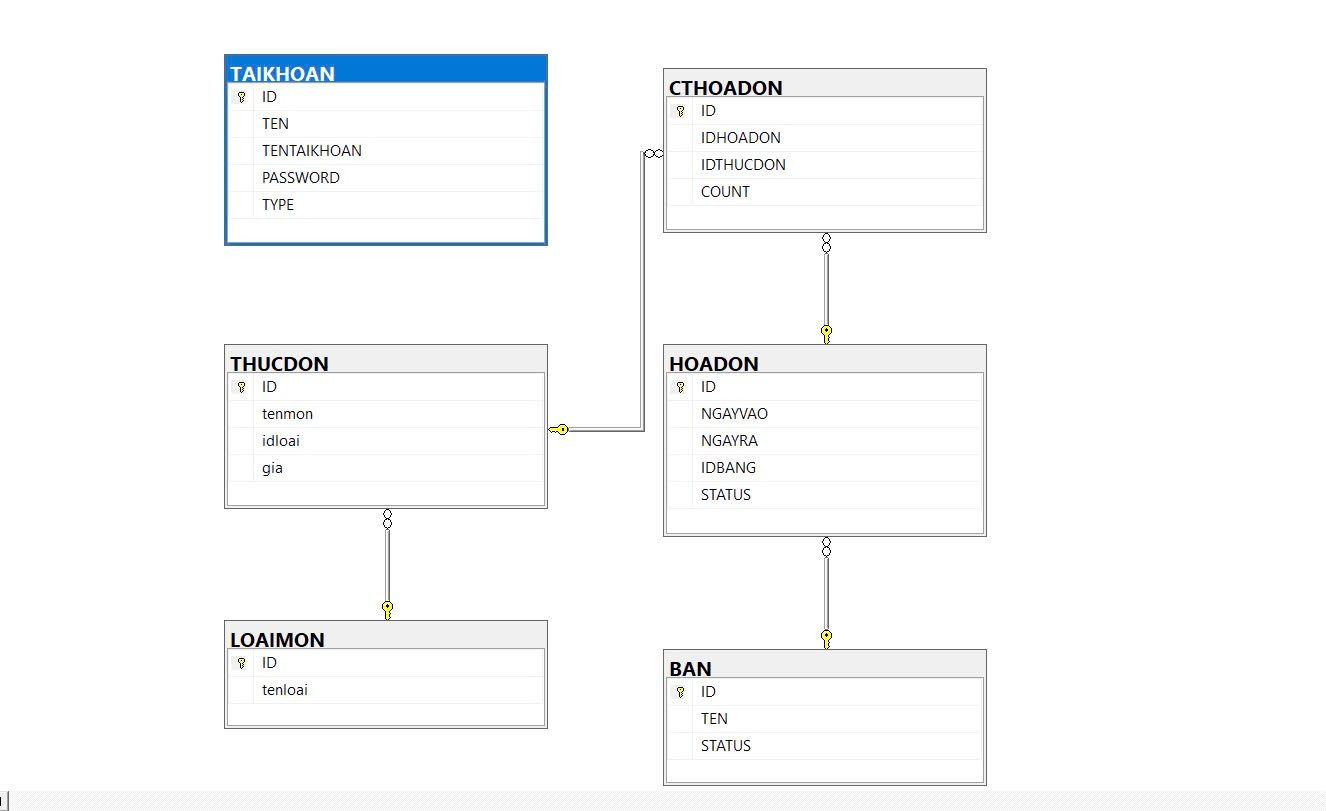 TAIKHOAN
ID
TEN
TENTAIKHOAN
PASSWORD
TYPE
CTHOADON
ID
IDHOADON
IDTHUCDON
COUNT
THUCDON
ID
tenmon
idloai
gia
HOADON
ID
NGAYVAO
NGAYRA
IDBANG
STATUS
LOAIMON
ID
tenloai
BAN
ID
TEN
STATUS